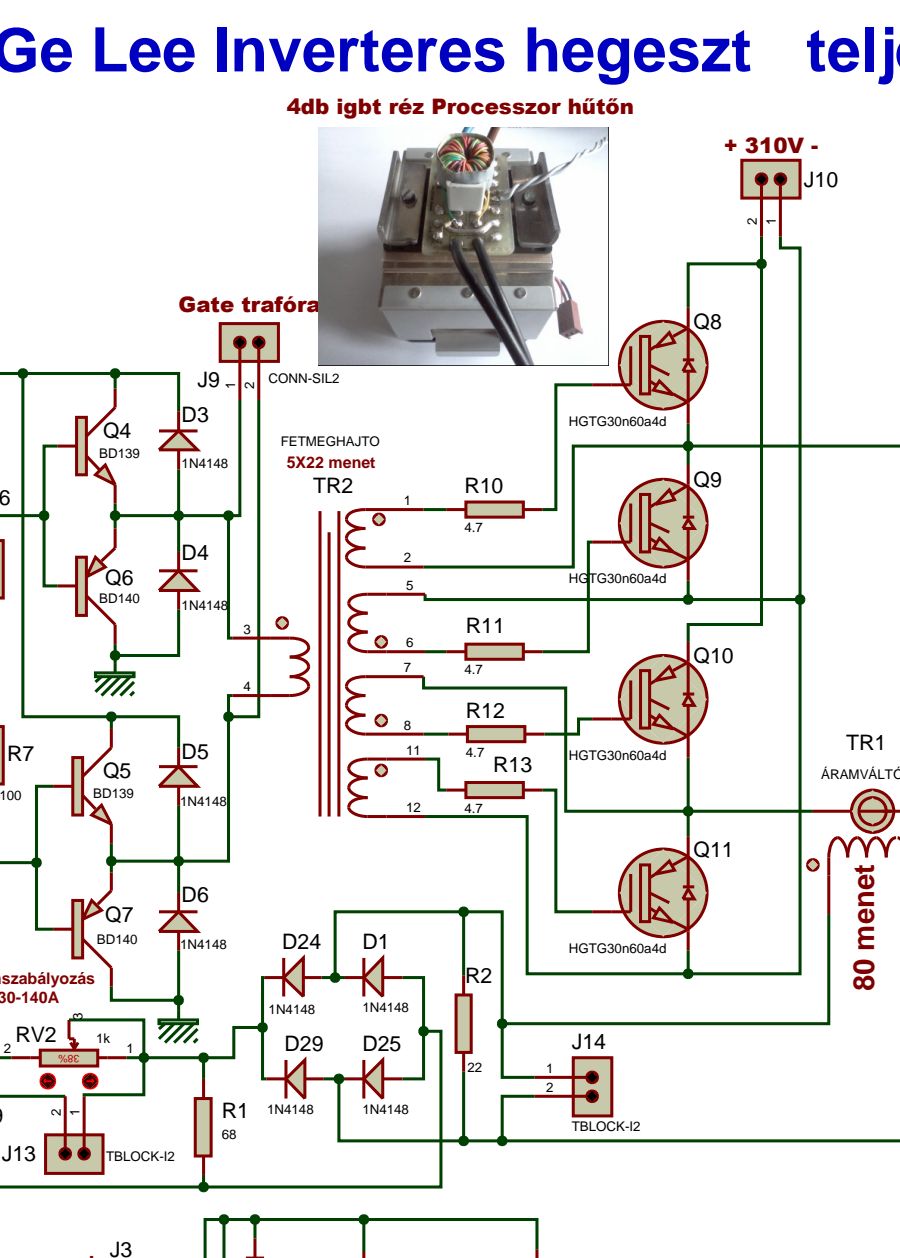 Ge Lee Inverteres hegeszt telj
4db igbt réz Processzor hűtőn
+ 310V -
J10
2
1
Gate trafóra
J9
1
2
CONN-SIL2
Q8
HGTG30n60a4d
Q4
BD139
D3
1N4148
FETMEGHAJTO
5X22 menet
TR2
1
R10
4.7
2
Q9
HGTG30n60a4d
6
D4
1N4148
Q6
BD140
5
3
6
R11
4.7
4
7
Q10
HGTG30n60a4d
8
R12
4.7
R7
100
Q5
BD139
D5
1N4148
11
R13
4.7
12
TR1
ÁRAMVÁLTÓ
Q11
HGTG30n60a4d
80 menet
Q7
BD140
D6
1N4148
szabályozás
30-140A
D24
1N4148
D1
1N4148
R2
22
RV2
3
1k
2
1
38%
D29
1N4148
D25
1N4148
J14
1
2
TBLOCK-I2
R1
68
9
2
1
J13
TBLOCK-I2
J3